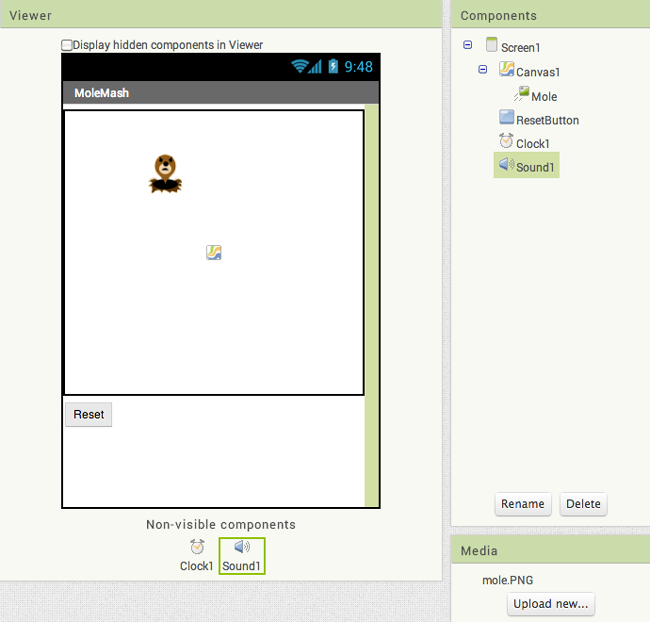 Viewer
Display hidden components in Viewer
9:48
MoleMash
Reset
Non-visible components
Clock1
Sound1
Components
Screen1
Canvas1
Mole
ResetButton
Clock1
Sound1
Rename
Delete
Media
mole.PNG
Upload new...